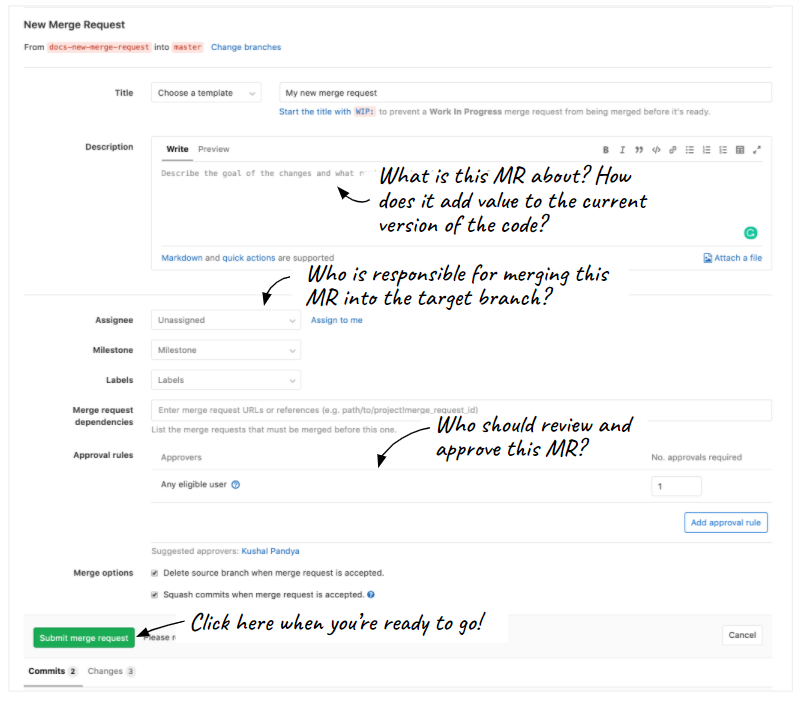 New Merge Request
From docs-new-merge-request into master Change branches
Title
Choose a template
My new merge request
Start the title with WIP: to prevent a Work In Progress merge request from being merged before it's ready.
Description
Write Preview
Describe the goal of the changes and what
What is this MR about? How
does it add value to the current
version of the code?
Markdown and quick actions are supported
Attach a file
Who is responsible for merging this
MR into the target branch?
Assignee
Unassigned
Assign to me
Milestone
Milestone
Labels
Labels
Merge request
dependencies
Enter merge request URLs or references (e.g. path/to/project!merge_request_id)
List the merge requests that must be merged before this one.
Who should review and
approve this MR?
Approval rules
Approvers
No. approvals required
Any eligible user
1
Add approval rule
Suggested approvers: Kushal Pandya
Merge options
Delete source branch when merge request is accepted.
Squash commits when merge request is accepted.
Click here when you're ready to go!
Submit merge request
Please
Cancel
Commits 2 Changes 3